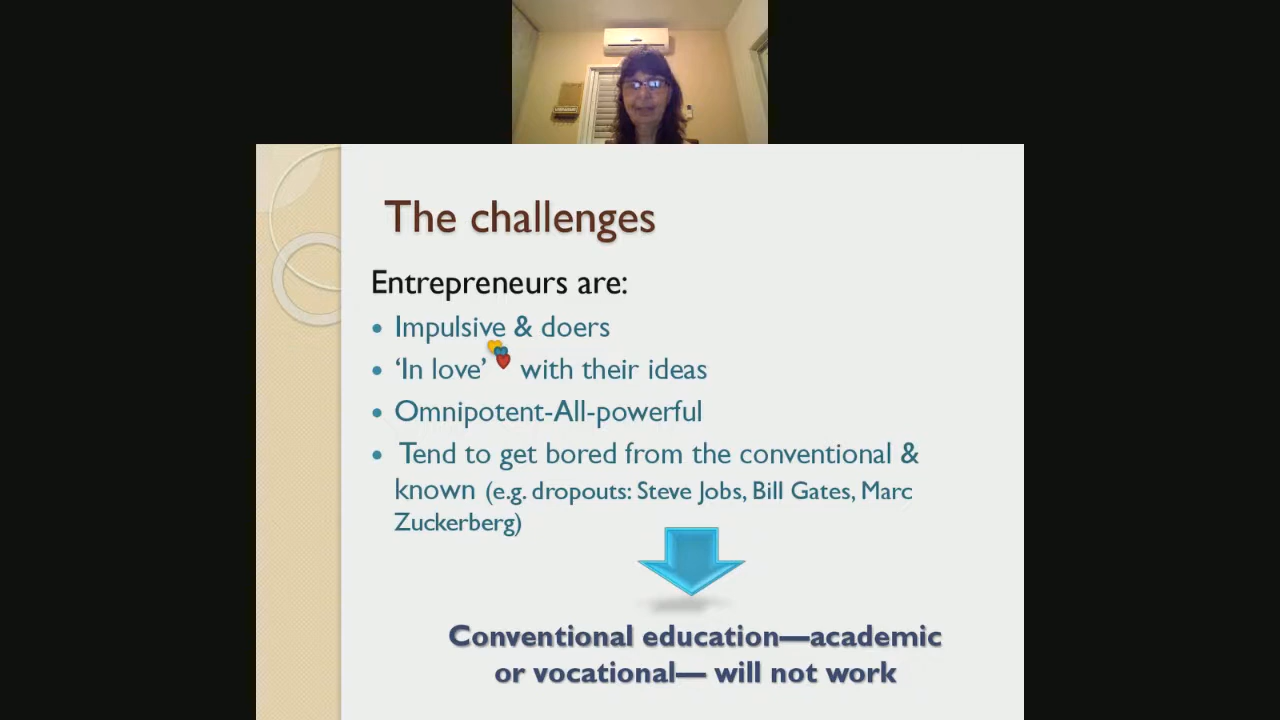 The challenges
Entrepreneurs are:
• Impulsive & doers
• ‘In love’ with their ideas
• Omnipotent-All-powerful
• Tend to get bored from the conventional &
known (e.g. dropouts: Steve Jobs, Bill Gates, Marc
Zuckerberg)
Conventional education—academic
or vocational— will not work